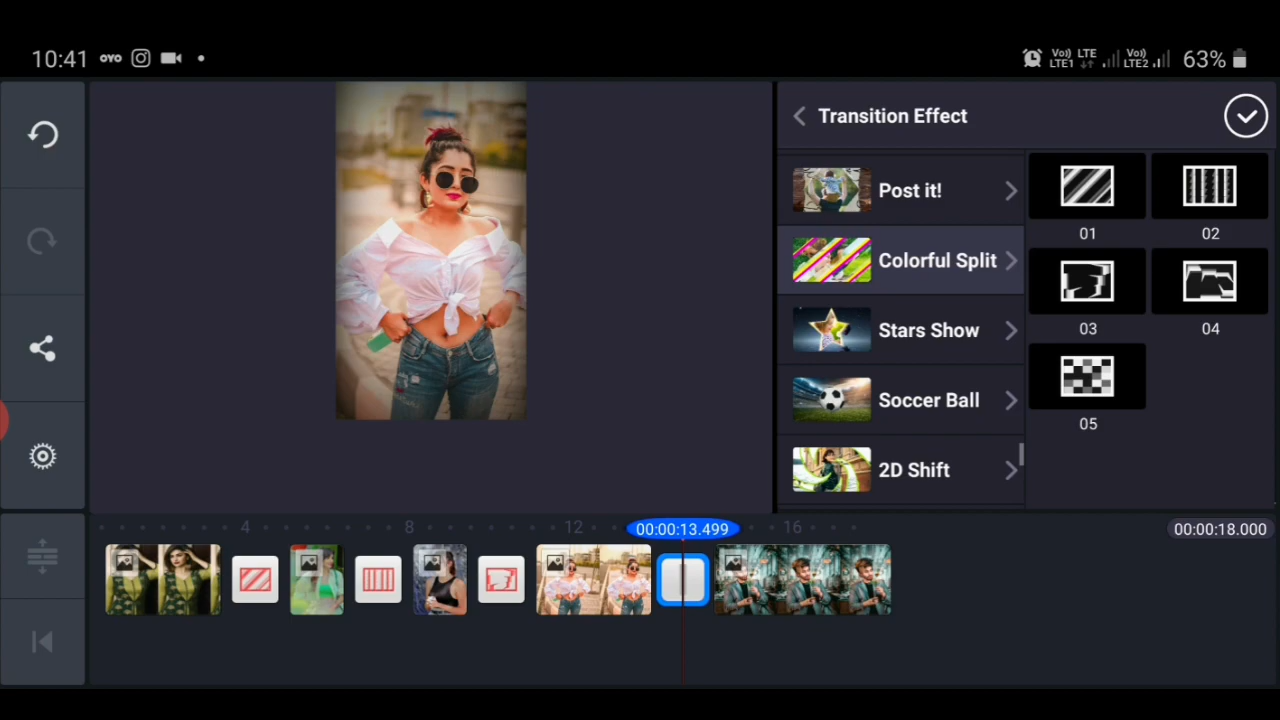 10:41 OYO
Vo)) LTE1 LTE Vo)) LTE2 63%
Transition Effect
Post it!
Colorful Split
Stars Show
Soccer Ball
2D Shift
01 02
03 04
05
4 8 12 00:00:13.499 16 00:00:18.000